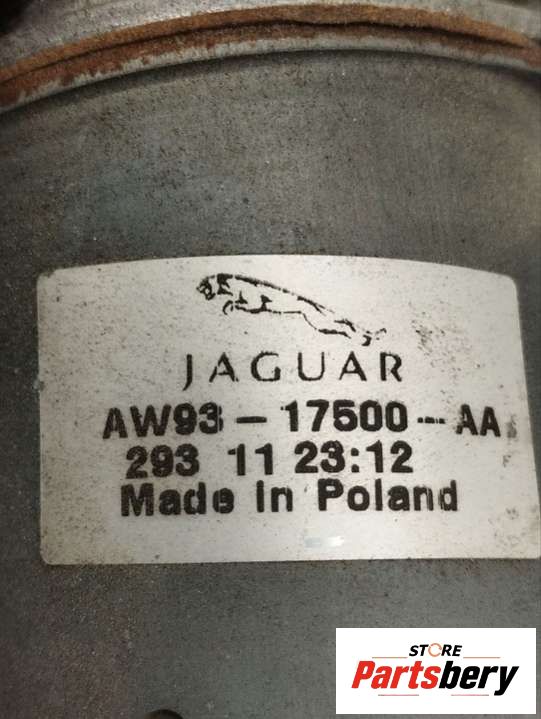 JAGUAR
AW93-17500-AA
293 11 23:12
Made in Poland
STORE
Partsbery